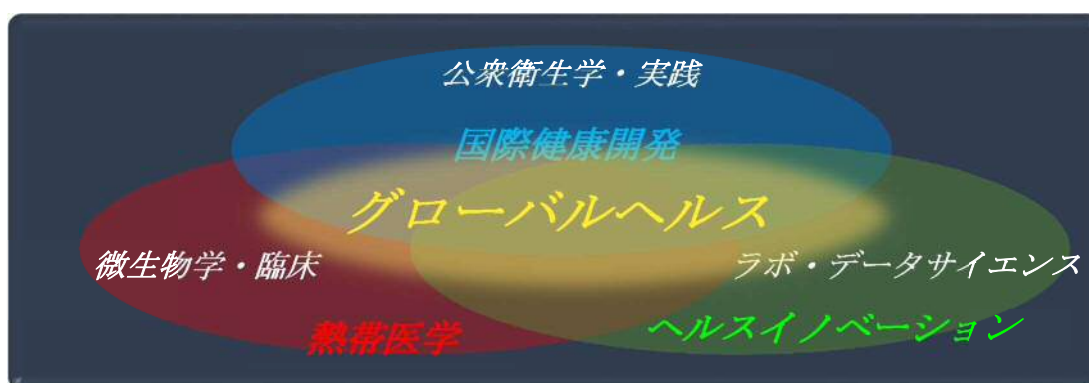 公衆衛生学・実践
国際健康開発
グローバルヘルス
微生物学・臨床
ラボ・データサイエンス
熱帯医学
ヘルスイノベーション